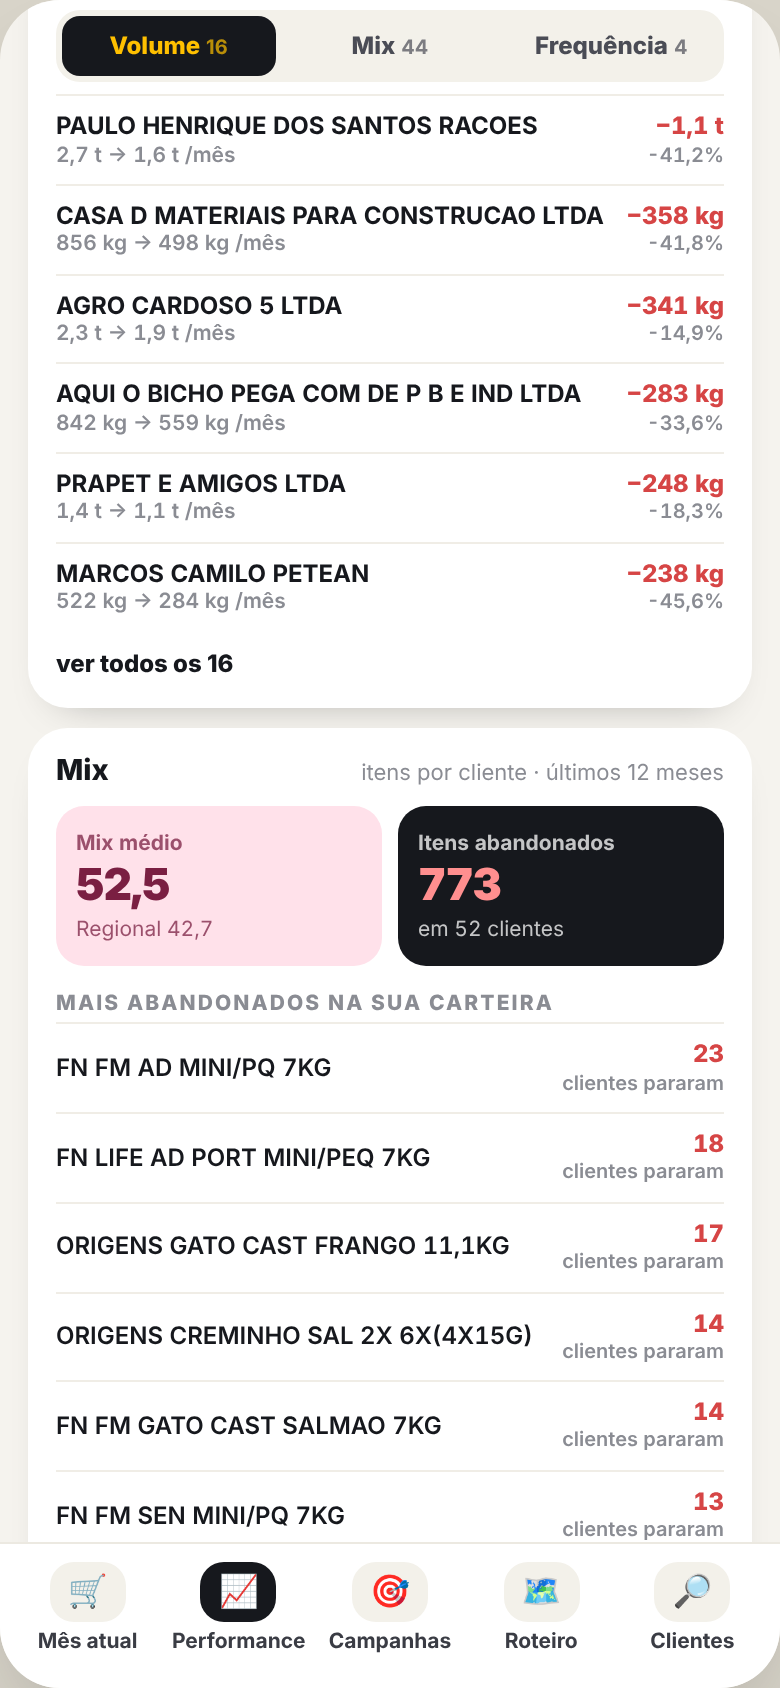 Volume 16
Mix 44
Frequência 4
PAULO HENRIQUE DOS SANTOS RACOES
−1,1 t
2,7 t → 1,6 t /mês
-41,2%
CASA D MATERIAIS PARA CONSTRUCAO LTDA
−358 kg
856 kg → 498 kg /mês
-41,8%
AGRO CARDOSO 5 LTDA
−341 kg
2,3 t → 1,9 t /mês
-14,9%
AQUI O BICHO PEGA COM DE P B E IND LTDA
−283 kg
842 kg → 559 kg /mês
-33,6%
PRAPET E AMIGOS LTDA
−248 kg
1,4 t → 1,1 t /mês
-18,3%
MARCOS CAMILO PETEAN
−238 kg
522 kg → 284 kg /mês
-45,6%
ver todos os 16
Mix
itens por cliente · últimos 12 meses
Mix médio
52,5
Regional 42,7
Itens abandonados
773
em 52 clientes
MAIS ABANDONADOS NA SUA CARTEIRA
FN FM AD MINI/PQ 7KG
23
clientes pararam
FN LIFE AD PORT MINI/PEQ 7KG
18
clientes pararam
ORIGENS GATO CAST FRANGO 11,1KG
17
clientes pararam
ORIGENS CREMINHO SAL 2X 6X(4X15G)
14
clientes pararam
FN FM GATO CAST SALMAO 7KG
14
clientes pararam
FN FM SEN MINI/PQ 7KG
13
clientes pararam
Mês atual
Performance
Campanhas
Roteiro
Clientes